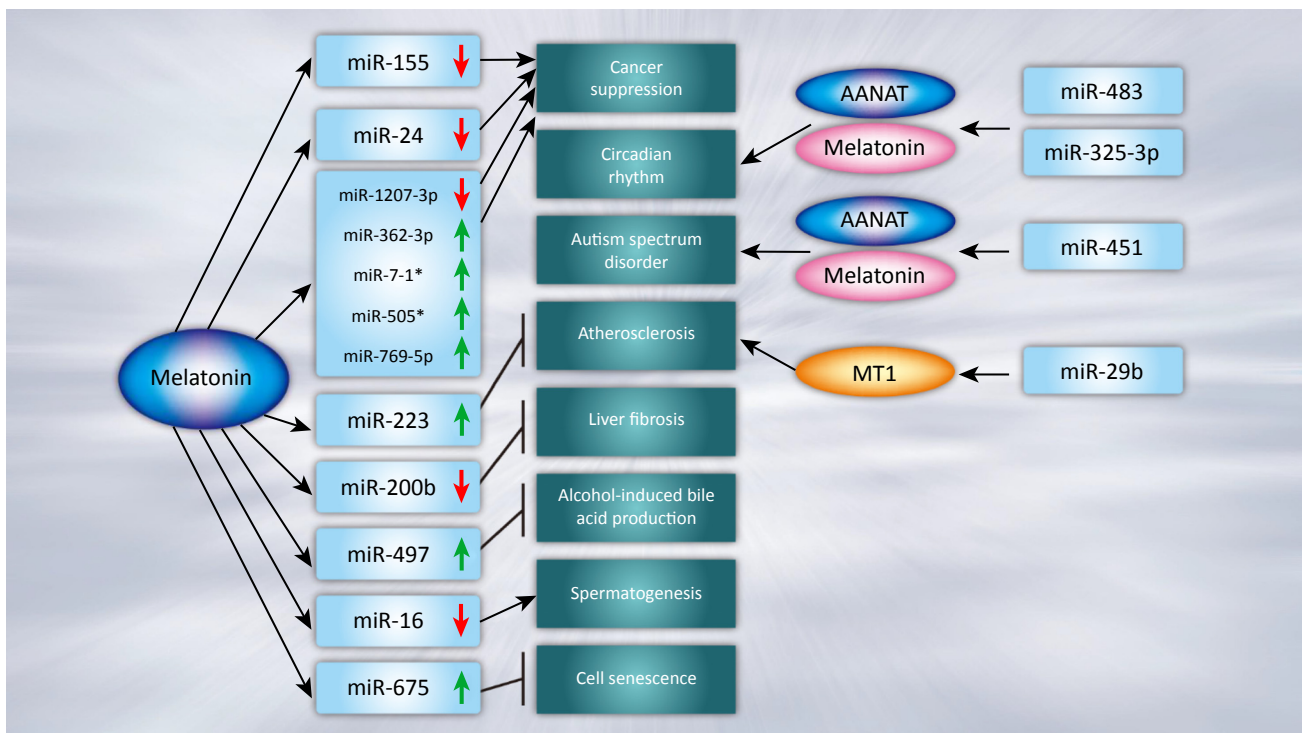 Melatonin
miR-155
miR-24
miR-1207-3p
miR-362-3p
miR-7-1*
miR-505*
miR-769-5p
miR-223
miR-200b
miR-497
miR-16
miR-675
Cancer
suppression
Circadian
rhythm
Autism spectrum
disorder
Atherosclerosis
Liver fibrosis
Alcohol-induced bile
acid production
Spermatogenesis
Cell senescence
AANAT
Melatonin
miR-483
miR-325-3p
AANAT
Melatonin
miR-451
MT1
miR-29b